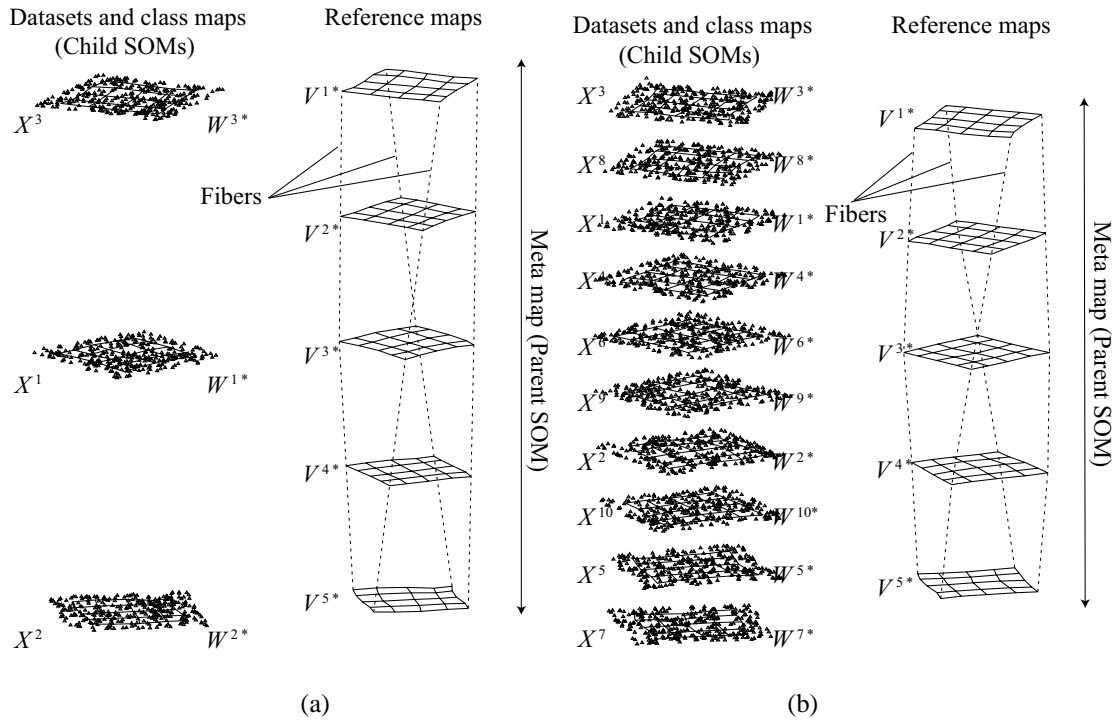 Datasets and class maps
(Child SOMs)
Reference maps
X3 W3*
X1 W1*
X2 W2*
V1*
V2*
V3*
V4*
V5*
Fibers
Meta map (Parent SOM)
(a)
Datasets and class maps
(Child SOMs)
Reference maps
X3 W3*
X8 W8*
X1 W1*
X4 W4*
X6 W6*
X9 W9*
X2 W2*
X10 W10*
X5 W5*
X7 W7*
V1*
V2*
V3*
V4*
V5*
Fibers
Meta map (Parent SOM)
(b)